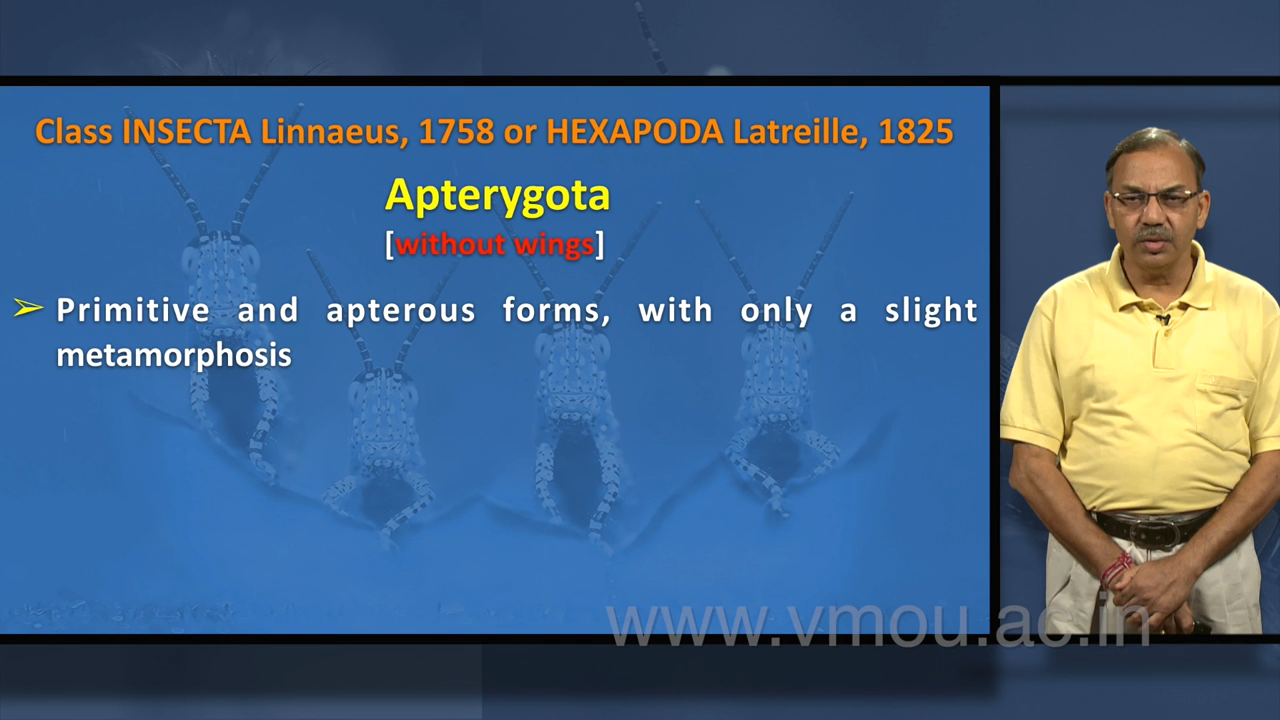 Class INSECTA Linnaeus, 1758 or HEXAPODA Latreille, 1825
Apterygota
[without wings]
➢ Primitive and apterous forms, with only a slight
metamorphosis
www.vmou.ac.in